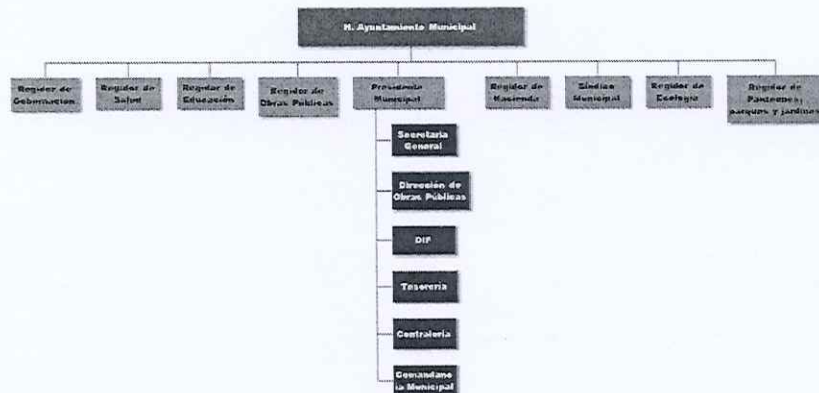 H. Ayuntamiento Municipal
Regidor de
Gobernación
Regidor de
Salud
Regidor de
Educación
Regidor de
Obras Públicas
Presidente
Municipal
Regidor de
Hacienda
Síndico
Municipal
Regidor de
Ecología
Regidor de
Panteones,
parques y jardines
Secretaria
General
Dirección de
Obras Públicas
DIF
Tesorería
Contraloría
Comandanc
ia Municipal